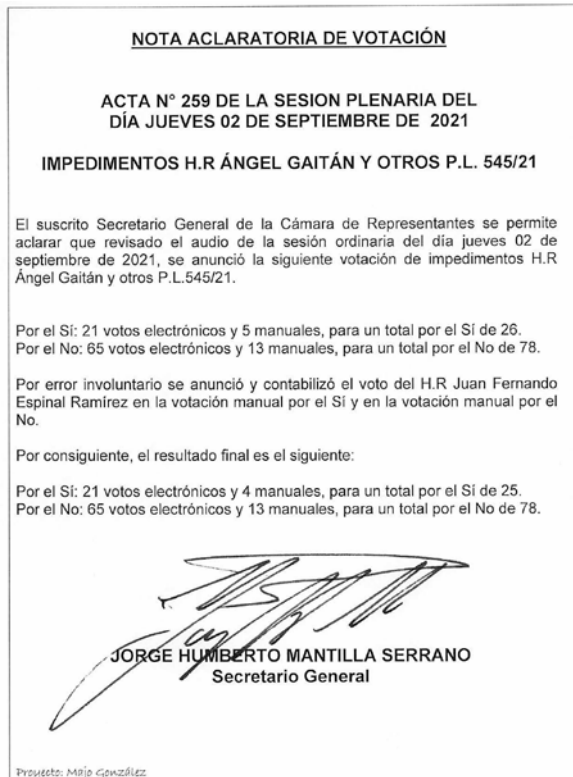 NOTA ACLARATORIA DE VOTACIÓN
ACTA N° 259 DE LA SESION PLENARIA DEL
DÍA JUEVES 02 DE SEPTIEMBRE DE 2021
IMPEDIMENTOS H.R ÁNGEL GAITÁN Y OTROS P.L. 545/21
El suscrito Secretario General de la Cámara de Representantes se permite
aclarar que revisado el audio de la sesión ordinaria del día jueves 02 de
septiembre de 2021, se anunció la siguiente votación de impedimentos H.R
Ángel Gaitán y otros P.L.545/21.
Por el Sí: 21 votos electrónicos y 5 manuales, para un total por el Sí de 26.
Por el No: 65 votos electrónicos y 13 manuales, para un total por el No de 78.
Por error involuntario se anunció y contabilizó el voto del H.R Juan Fernando
Espinal Ramírez en la votación manual por el Sí y en la votación manual por el
No.
Por consiguiente, el resultado final es el siguiente:
Por el Sí: 21 votos electrónicos y 4 manuales, para un total por el Sí de 25.
Por el No: 65 votos electrónicos y 13 manuales, para un total por el No de 78.
JORGE HUMBERTO MANTILLA SERRANO
Secretario General
Proyecto: Majo González